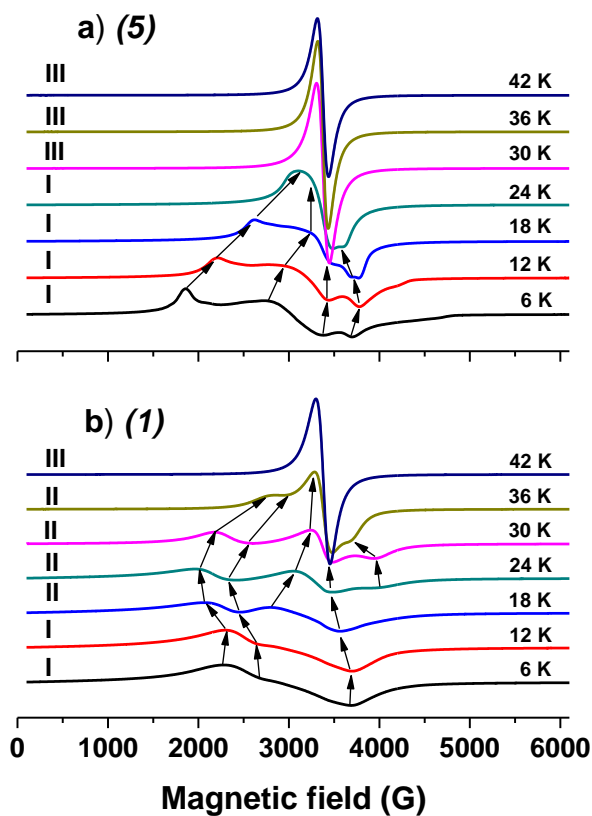 a) (5)
III 42 K
III 36 K
III 30 K
I 24 K
I 18 K
I 12 K
I 6 K
b) (1)
III 42 K
II 36 K
II 30 K
II 24 K
II 18 K
I 12 K
I 6 K
0 1000 2000 3000 4000 5000 6000
Magnetic field (G)